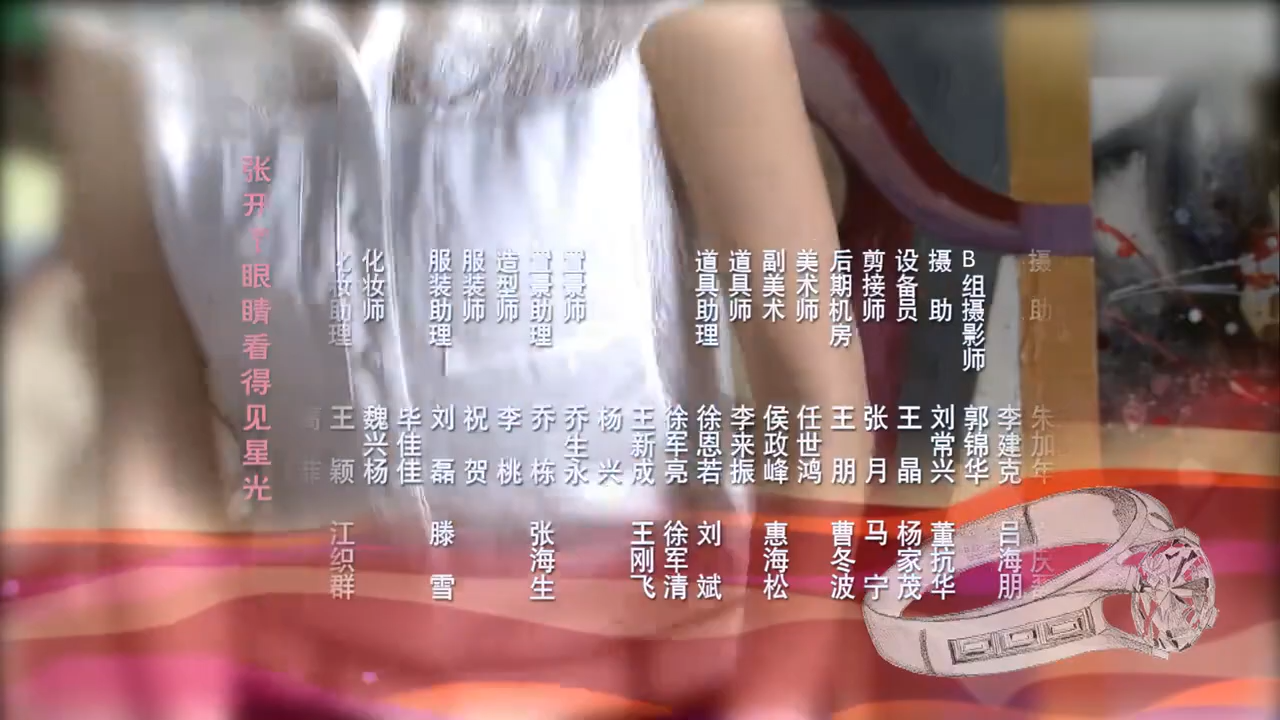 摄助
B组摄影师
摄助
设备员
剪接师
后期机房
美术师
副美术
道具师
道具助理
置景师
置景助理
造型师
服装师
服装助理
化妆师
化妆助理
朱加年
李建克
郭锦华
刘常兴
王晶
张月
王朋
任世鸿
侯政峰
李来振
徐恩若
徐军亮
王新成
杨兴
乔生永
乔栋
李桃
祝贺
刘磊
毕佳佳
魏兴杨
王颖
吕海朋
董抗华
杨家茂
马宁
曹冬波
惠海松
刘斌
徐军清
王刚飞
张海生
滕雪
江织群
张开了眼睛看得见星光